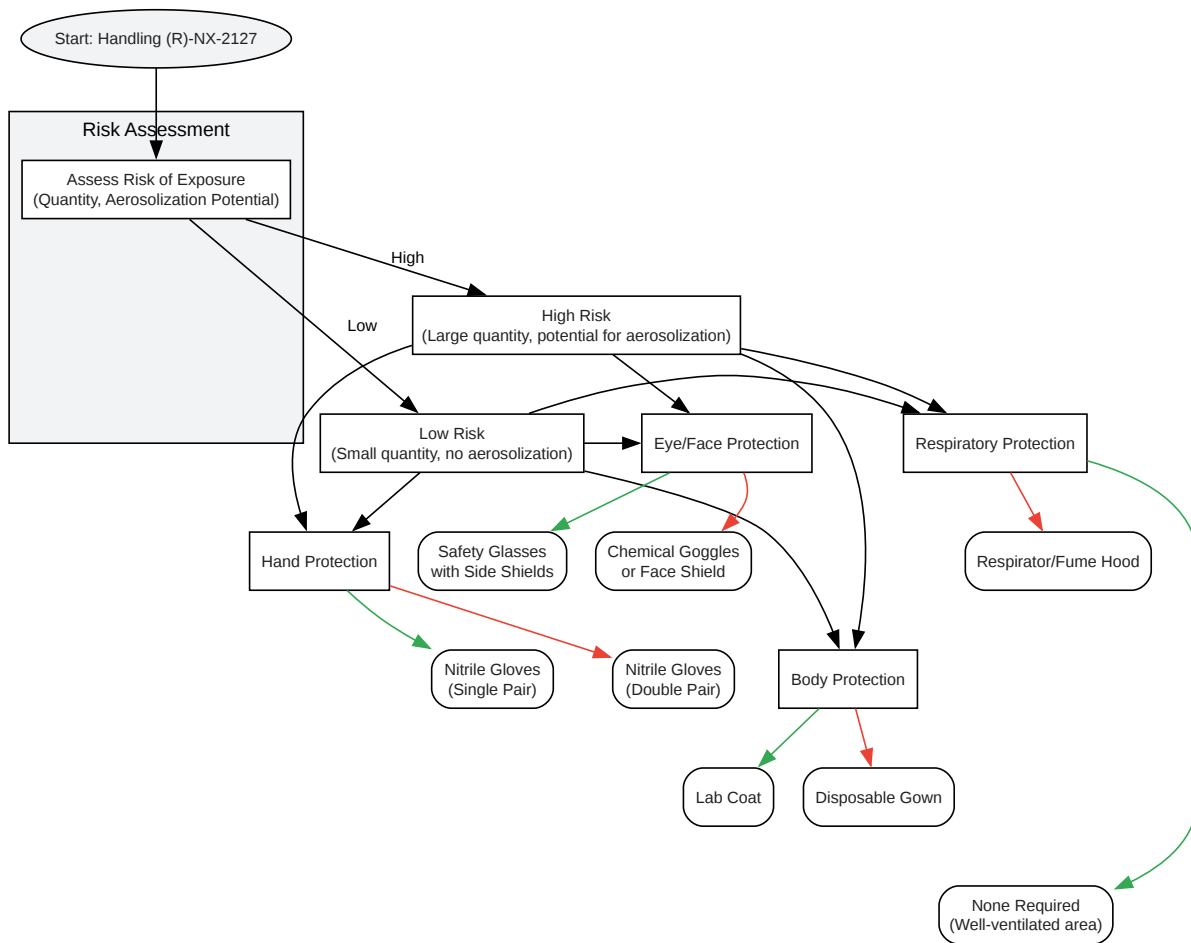 Start: Handling (R)-NX-2127
Risk Assessment
Assess Risk of Exposure
(Quantity, Aerosolization Potential)
High
High Risk
(Large quantity, potential for aerosolization)
Low
Low Risk
(Small quantity, no aerosolization)
Eye/Face Protection
Respiratory Protection
Hand Protection
Safety Glasses
with Side Shields
Chemical Goggles
or Face Shield
Respirator/Fume Hood
Nitrile Gloves
(Single Pair)
Nitrile Gloves
(Double Pair)
Body Protection
Lab Coat
Disposable Gown
None Required
(Well-ventilated area)